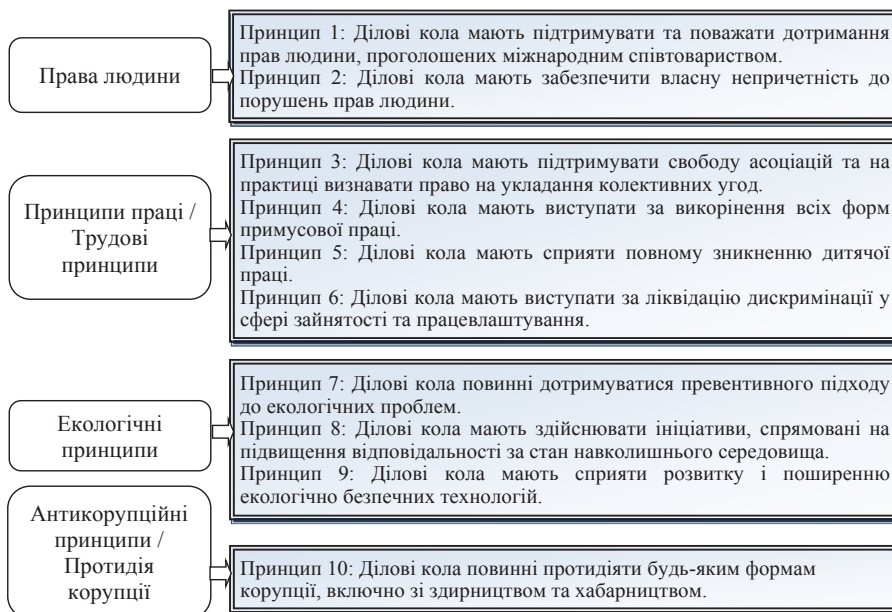 Права людини
Принцип 1: Ділові кола мають підтримувати та поважати дотримання
прав людини, проголошених міжнародним співтовариством.
Принцип 2: Ділові кола мають забезпечити власну непричетність до
порушень прав людини.
Принципи праці /
Трудові
принципи
Принцип 3: Ділові кола мають підтримувати свободу асоціацій та на
практиці визнавати право на укладання колективних угод.
Принцип 4: Ділові кола мають виступати за викорінення всіх форм
примусової праці.
Принцип 5: Ділові кола мають сприяти повному зникненню дитячої
праці.
Принцип 6: Ділові кола мають виступати за ліквідацію дискримінації у
сфері зайнятості та працевлаштування.
Екологічні
принципи
Принцип 7: Ділові кола повинні дотримуватися превентивного підходу
до екологічних проблем.
Принцип 8: Ділові кола мають здійснювати ініціативи, спрямовані на
підвищення відповідальності за стан навколишнього середовища.
Принцип 9: Ділові кола мають сприяти розвитку і поширенню
екологічно безпечних технологій.
Антикорупційні
принципи /
Протидія
корупції
Принцип 10: Ділові кола повинні протидіяти будь-яким формам
корупції, включно зі здирництвом та хабарництвом.